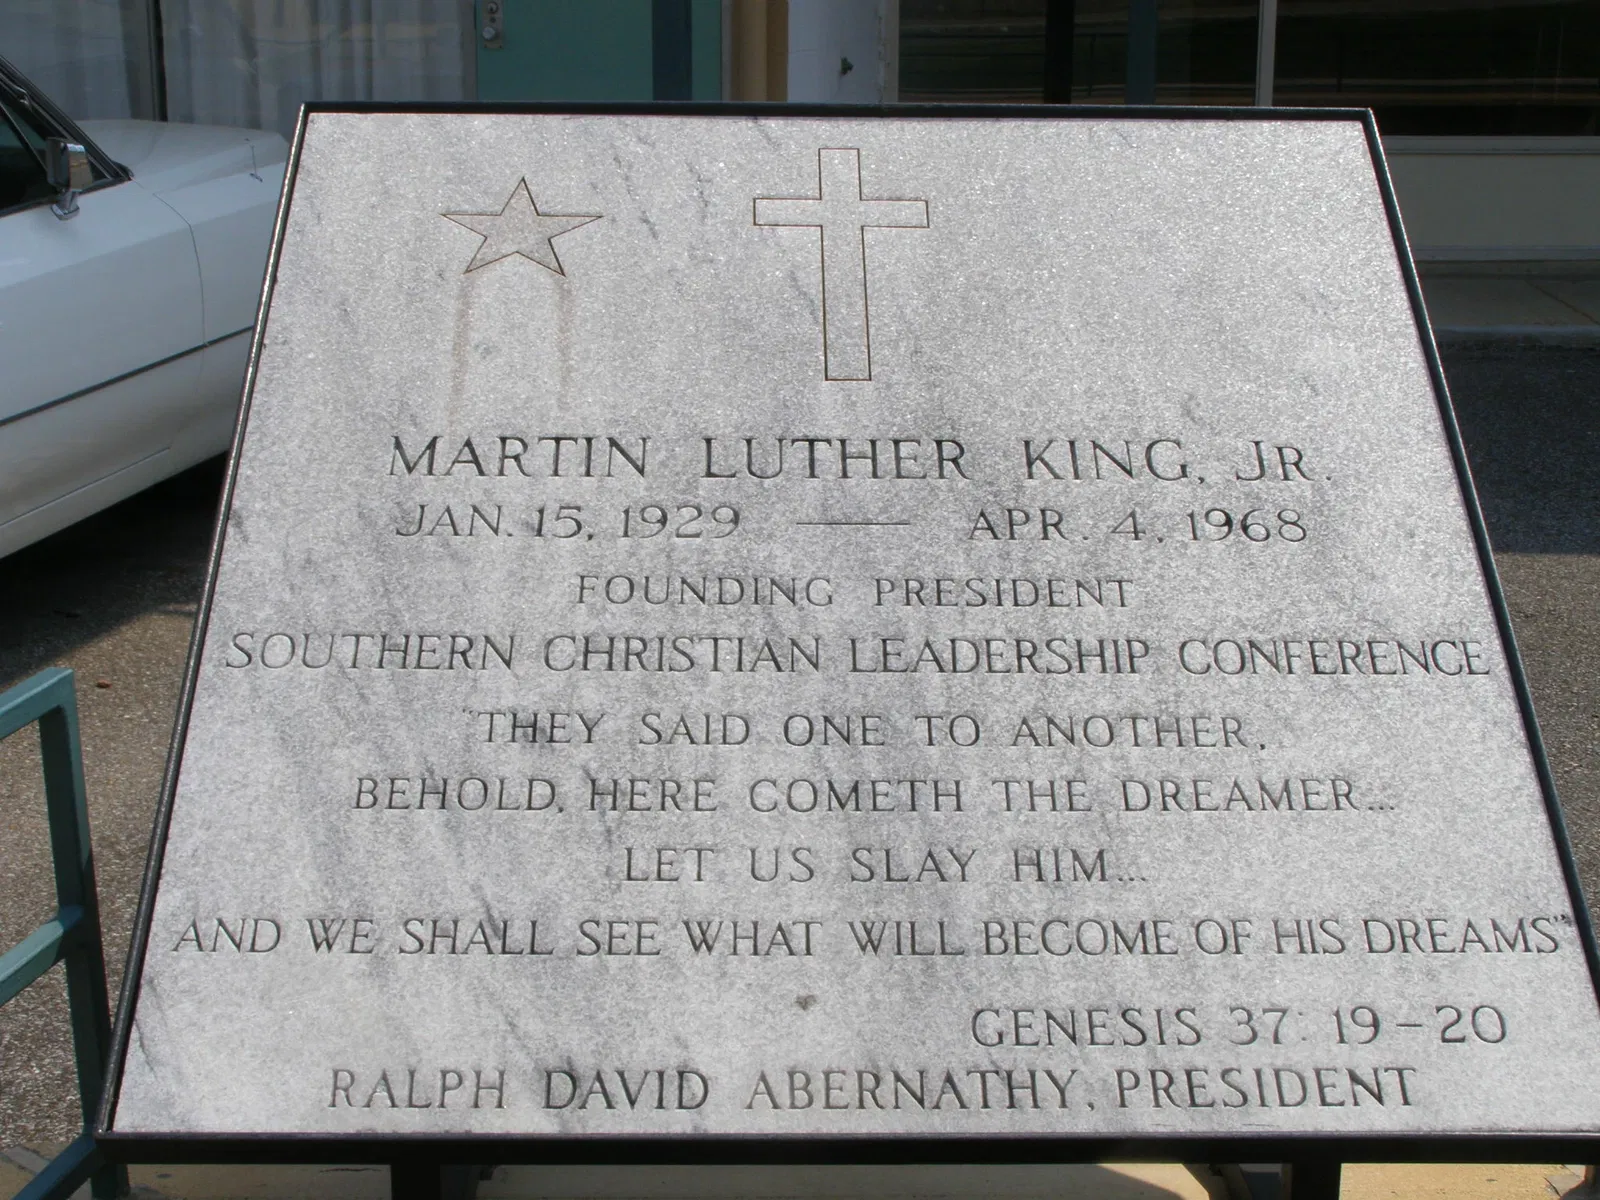 MARTIN LUTHER KING, JR.
JAN. 15, 1929 — APR. 4, 1968
FOUNDING PRESIDENT
SOUTHERN CHRISTIAN LEADERSHIP CONFERENCE
"THEY SAID ONE TO ANOTHER,
BEHOLD, HERE COMETH THE DREAMER...
LET US SLAY HIM...
AND WE SHALL SEE WHAT WILL BECOME OF HIS DREAMS"
GENESIS 37: 19-20
RALPH DAVID ABERNATHY, PRESIDENT